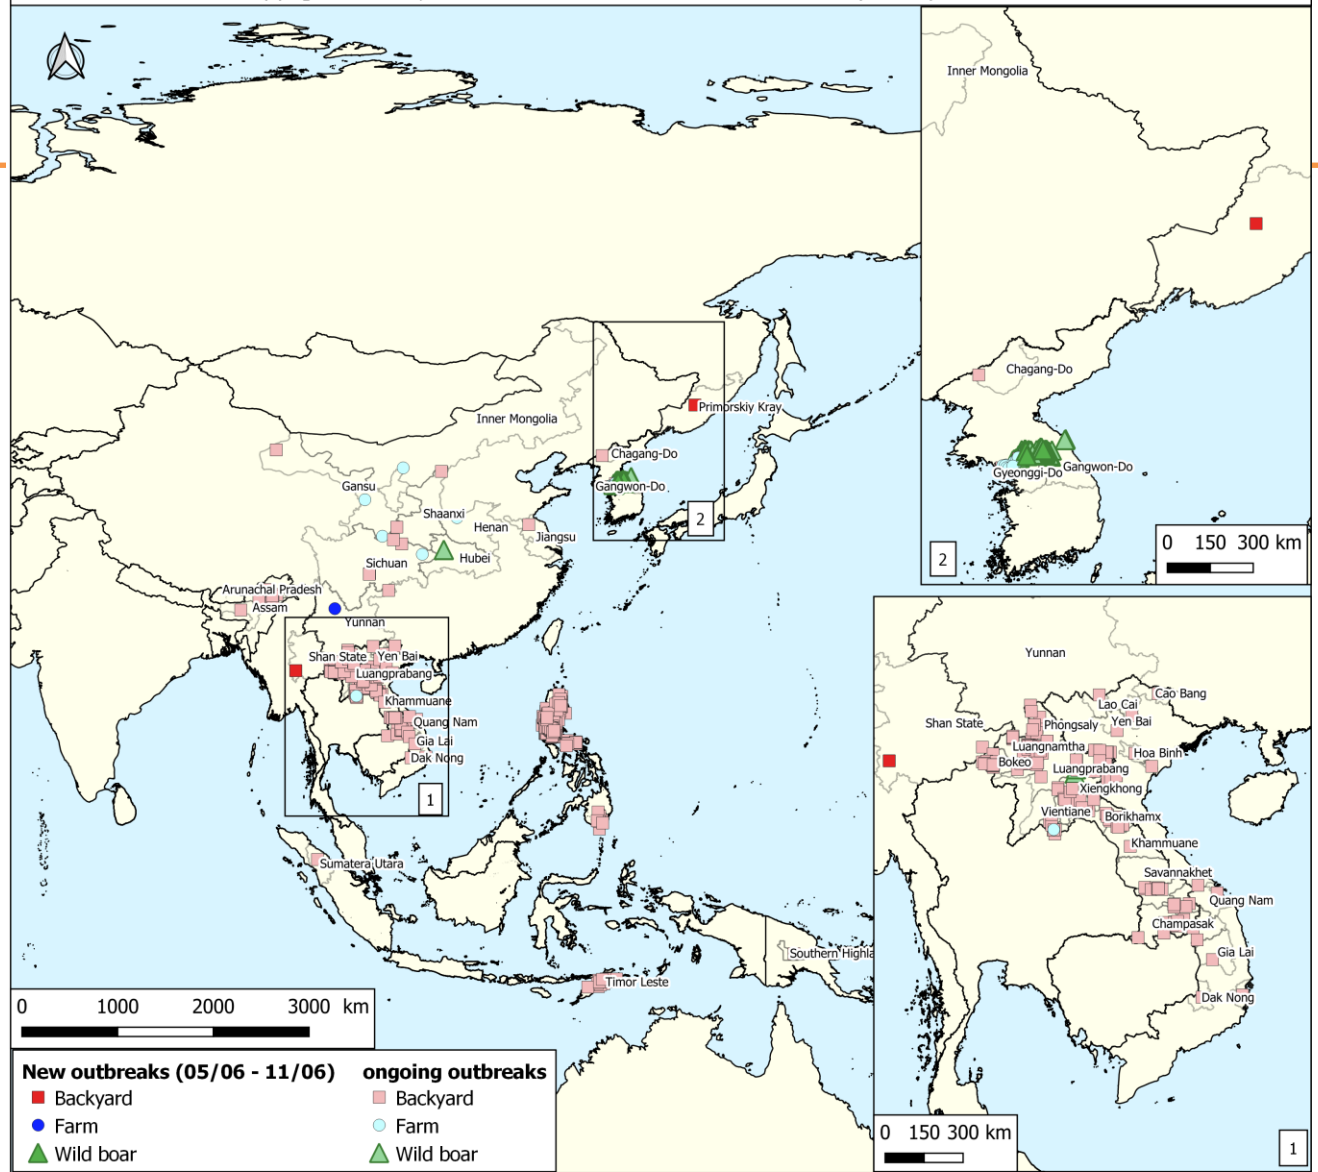 Inner Mongolia
Chagang-Do
Gyeonggi-Do
Gangwon-Do
2
0 150 300 km
Inner Mongolia
Primorskiy Kray
Chagang-Do
Gangwon-Do
2
Gansu
Shaanxi
Henan
Jiangsu
Hubei
Sichuan
Arunachal Pradesh
Assam
Yunnan
Shan State
Yen Bai
Luangprabang
Khammuane
Quang Nam
Gia Lai
Dak Nong
1
Sumatera Utara
Timor Leste
Southern Highla
Yunnan
Cao Bang
Lao Cai
Shan State
Phongsaly
Yen Bai
Luangnamtha
Hoa Binh
Bokeo
Luangprabang
Xiengkhong
Vientiane
Borikhamx
Khammuane
Savannakhet
Quang Nam
Champasak
Gia Lai
Dak Nong
0 150 300 km
1
0 1000 2000 3000 km
New outbreaks (05/06 - 11/06)
Backyard
Farm
Wild boar
ongoing outbreaks
Backyard
Farm
Wild boar